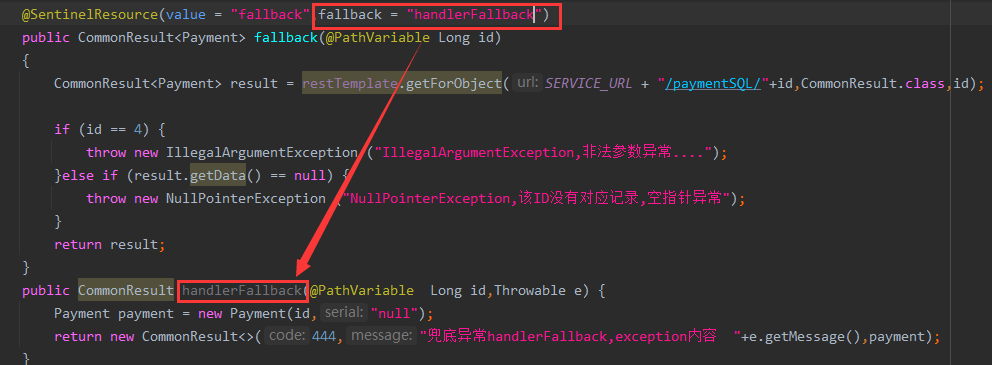 @SentinelResource(value = "fallback",fallback = "handlerFallback")
public CommonResult<Payment> fallback(@PathVariable Long id)
{
CommonResult<Payment> result = restTemplate.getForObject( url: SERVICE_URL + "/paymentSQL/"+id,CommonResult.class,id);
if (id == 4) {
throw new IllegalArgumentException ("IllegalArgumentException,非法参数异常....");
}else if (result.getData() == null) {
throw new NullPointerException ("NullPointerException,该ID没有对应记录,空指针异常");
}
return result;
}
public CommonResult handlerFallback(@PathVariable  Long id,Throwable e) {
Payment payment = new Payment(id, serial: "null");
return new CommonResult<>( code: 444, message: "兜底异常handlerFallback,exception内容  "+e.getMessage(),payment);
}